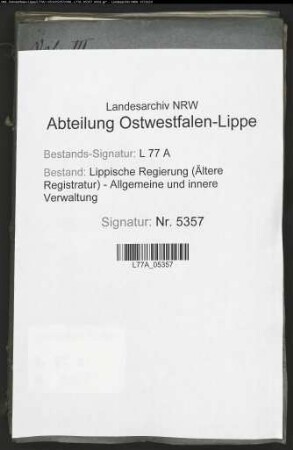 Landesarchiv NRW
Abteilung Ostwestfalen-Lippe
Bestands-Signatur: L 77 A
Bestand: Lippische Regierung (Ältere
Registratur) - Allgemeine und innere
Verwaltung
Signatur: Nr. 5357
L77A_05357